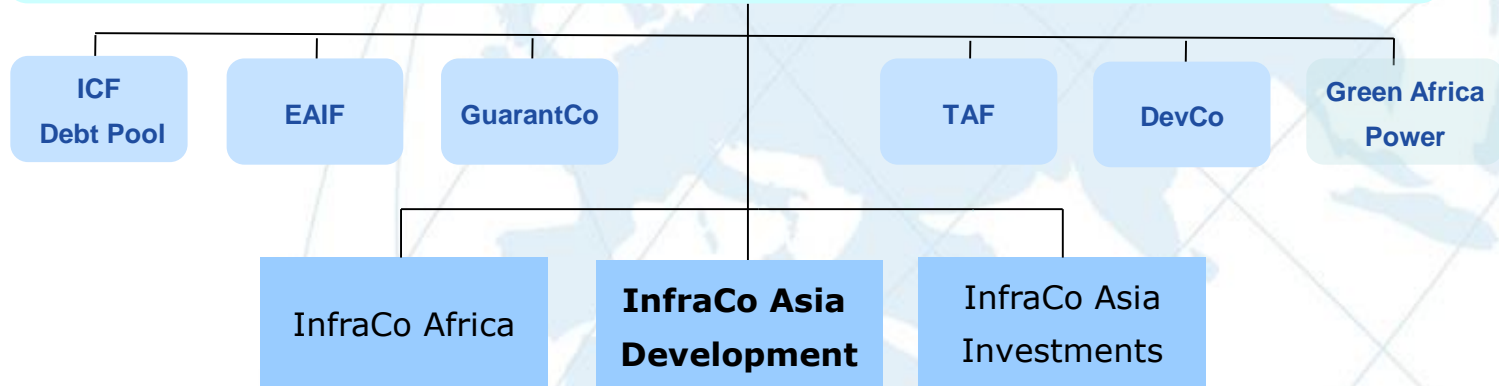 ICF
Debt Pool
EAIF
GuarantCo
TAF
DevCo
Green Africa
Power
InfraCo Africa
InfraCo Asia
Development
InfraCo Asia
Investments